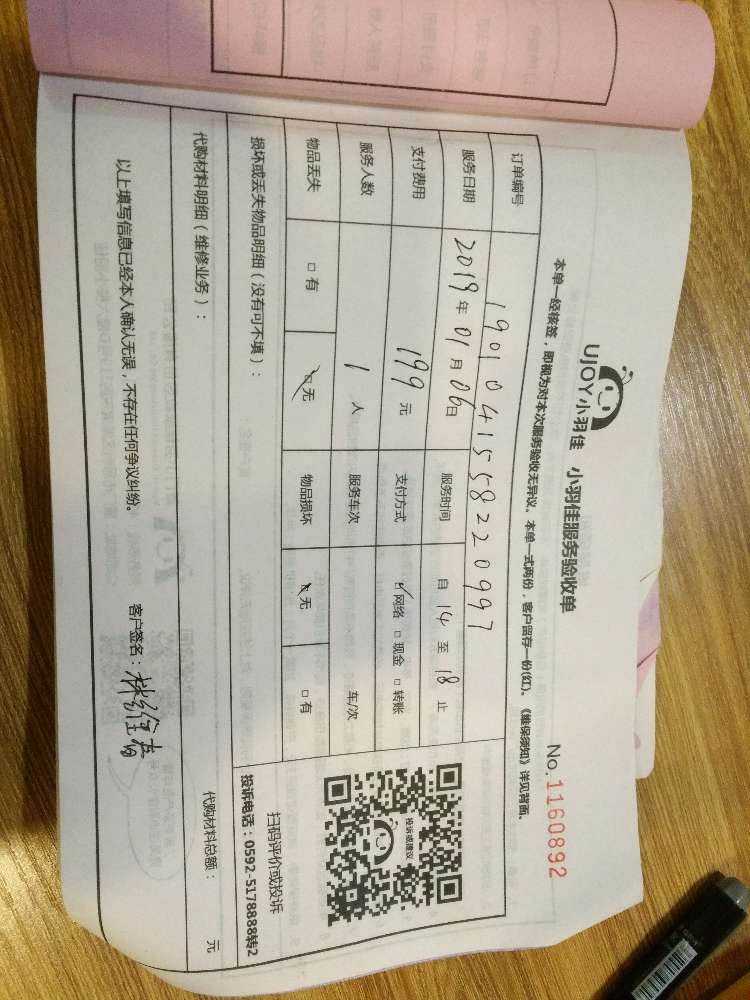 UJOY小羽佳 小羽佳服务验收单
No.1160892
本单一经核签，即视为对本次服务验收无异议。本单一式两份，客户留存一份(红)。《维保须知》详见背面。
订单编号 1901041558220997
服务日期 2019年01月06日 服务时间 自14至18止
支付费用 199元 支付方式 ☑网络 □现金 □转账
服务人数 1人 服务车次 车/次
物品丢失 □有 ☑无 物品损坏 ☑无 □有
投诉或建议
扫码评价或投诉
投诉电话：0592-5178888转2
损坏或丢失物品明细（没有可不填）：
代购材料明细（维修业务）：
代购材料总额： 元
以上填写信息已经本人确认无误，不存在任何争议纠纷。
客户签名：林